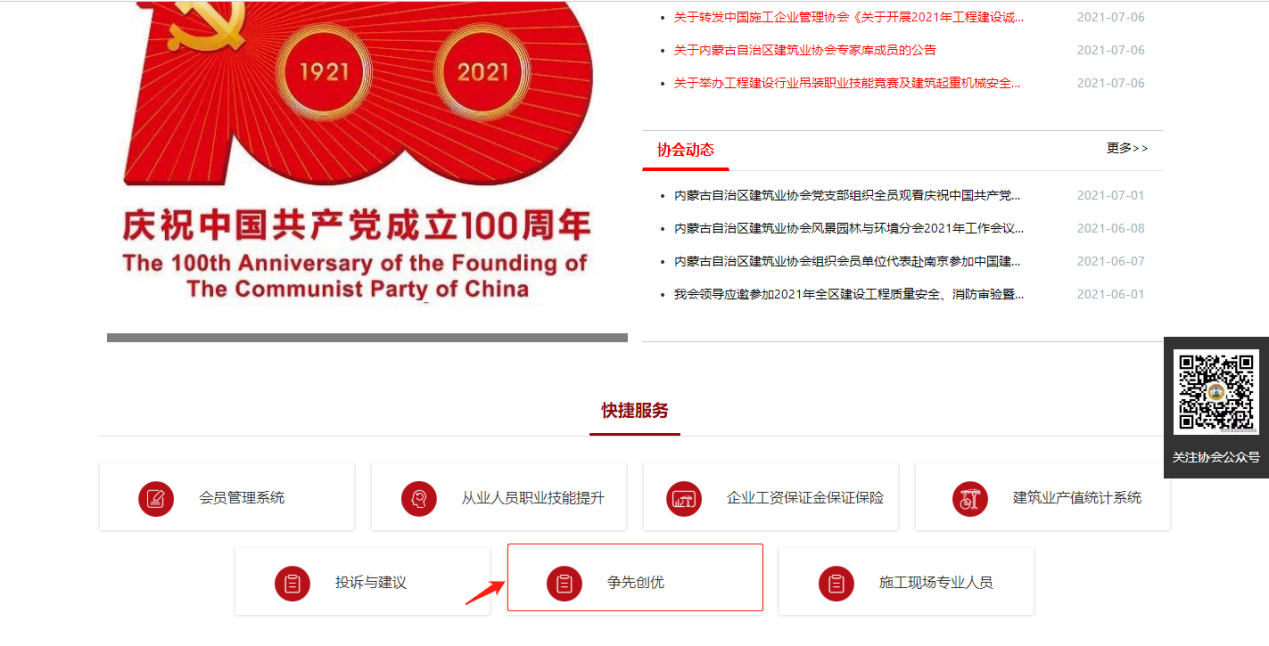 1921
2021
庆祝中国共产党成立100周年
The 100th Anniversary of the Founding of
The Communist Party of China
• 关于转发中国施工企业管理协会《关于开展2021年工程建设诚... 2021-07-06
• 关于内蒙古自治区建筑业协会专家库成员的公告 2021-07-06
• 关于举办工程建设行业吊装职业技能竞赛及建筑起重机械安全... 2021-07-06
协会动态 更多>>
• 内蒙古自治区建筑业协会党支部组织全员观看庆祝中国共产党... 2021-07-01
• 内蒙古自治区建筑业协会风景园林与环境分会2021年工作会议... 2021-06-08
• 内蒙古自治区建筑业协会组织会员单位代表赴南京参加中国建... 2021-06-07
• 我会领导应邀参加2021年全区建设工程质量安全、消防审验暨... 2021-06-01
关注协会公众号
快捷服务
会员管理系统 从业人员职业技能提升 企业工资保证金保证保险 建筑业产值统计系统
投诉与建议 争先创优 施工现场专业人员